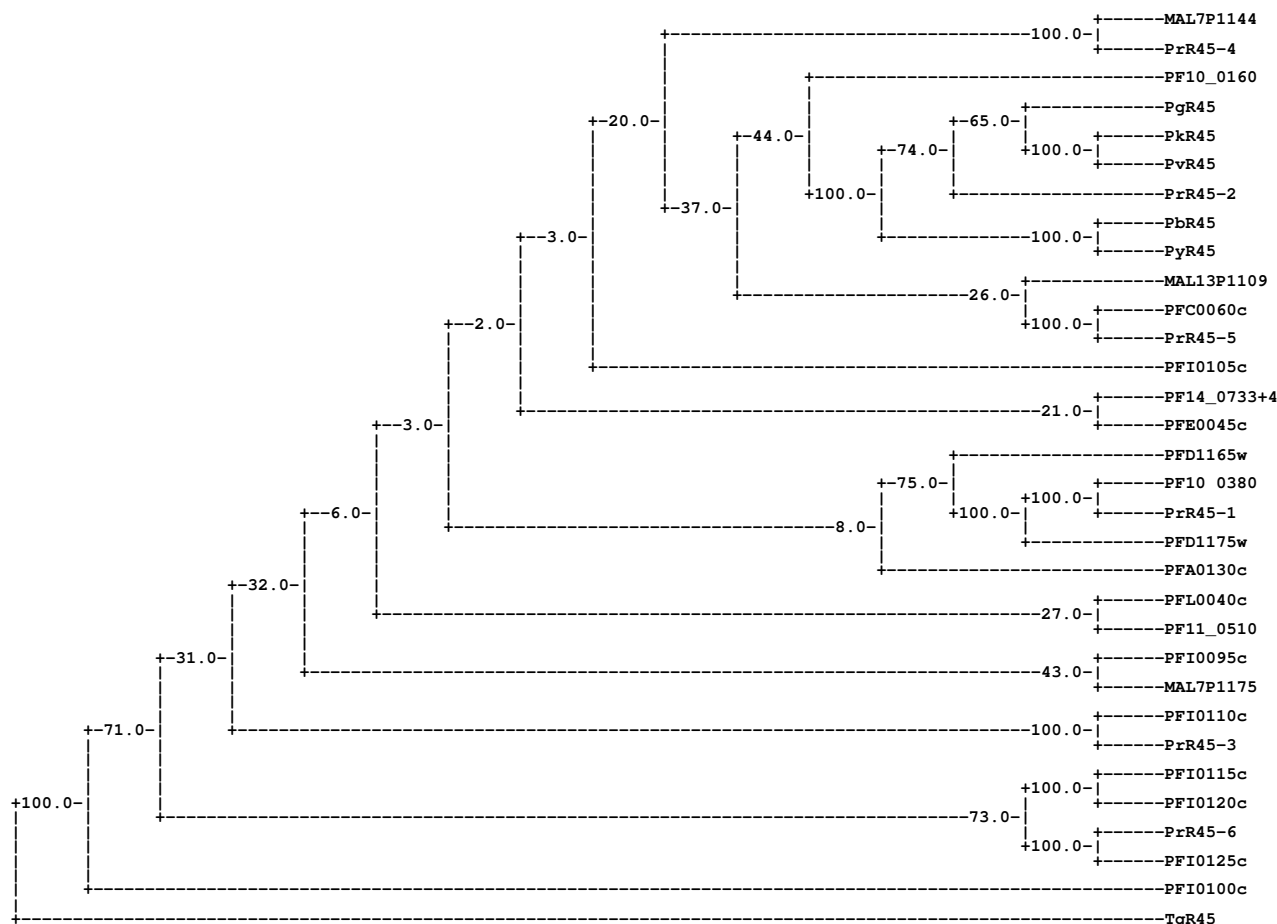 MAL7P1144
100.0
PrR45-4
PF10_0160
PgR45
20.0 65.0
44.0 PkR45
74.0 100.0
PvR45
100.0 PrR45-2
37.0
PbR45
3.0 100.0
PyR45
MAL13P1109
26.0
PFC0060c
2.0 100.0
PrR45-5
PFI0105c
PF14_0733+4
21.0
3.0 PFE0045c
PFD1165w
75.0 PF10 0380
100.0
6.0 100.0 PrR45-1
8.0
PFD1175w
PFA0130c
32.0
PFL0040c
27.0
PF11_0510
31.0 PFI0095c
43.0
MAL7P1175
PFI0110c
71.0 100.0
PrR45-3
PFI0115c
100.0
100.0 PFI0120c
73.0
PrR45-6
100.0
PFI0125c
PFI0100c
TgR45